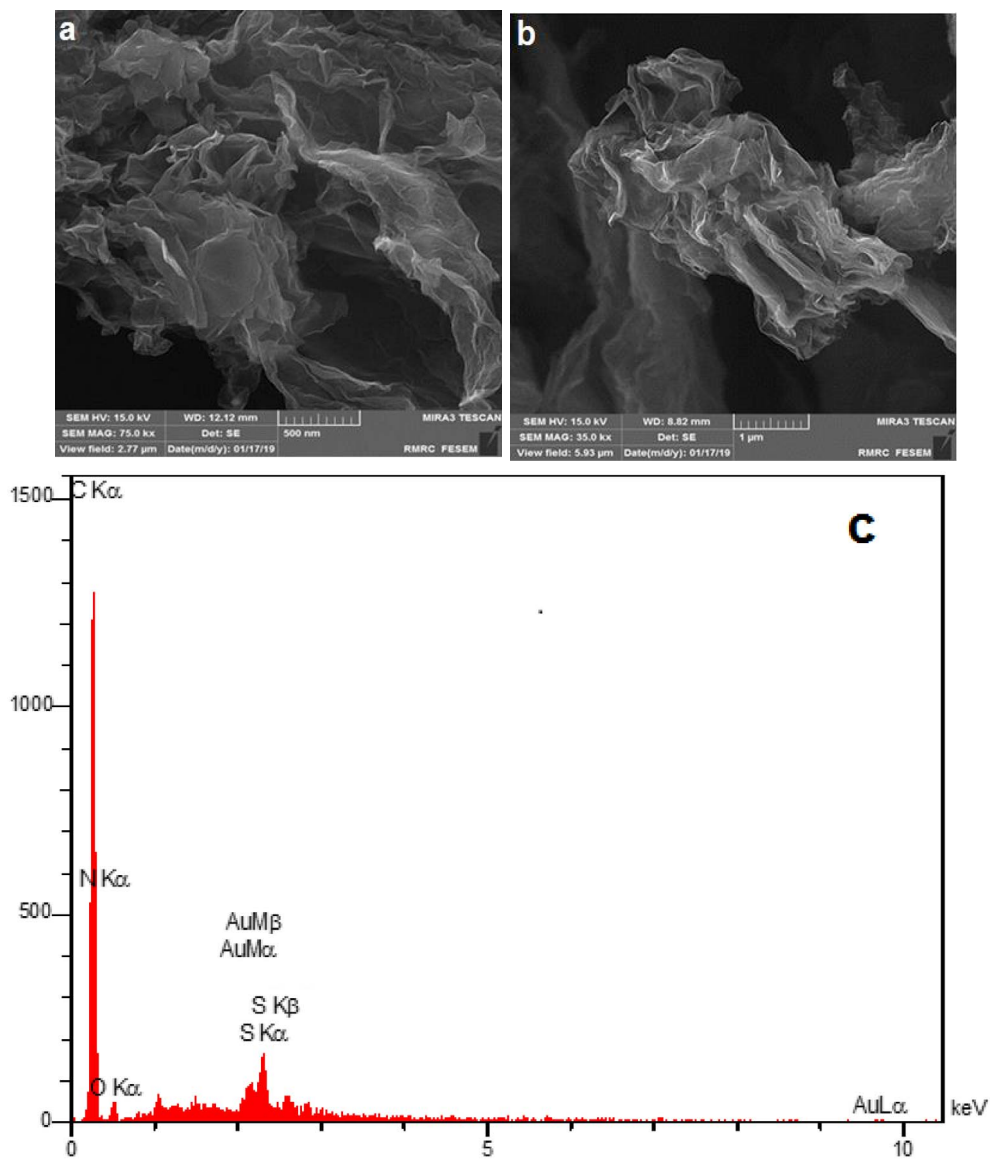 a
SEM HV: 15.0 kV WD: 12.12 mm MIRA3 TESCAN
SEM MAG: 75.0 kx Det: SE 500 nm
View field: 2.77 µm Date(m/d/y): 01/17/19 RMRC FESEM
b
SEM HV: 15.0 kV WD: 8.82 mm MIRA3 TESCAN
SEM MAG: 35.0 kx Det: SE 1 µm
View field: 5.93 µm Date(m/d/y): 01/17/19 RMRC FESEM
C
1500
C Kα
1000
N Kα
500
AuMβ
AuMα
S Kβ
S Kα
O Kα
AuLα
keV
0
0 5 10